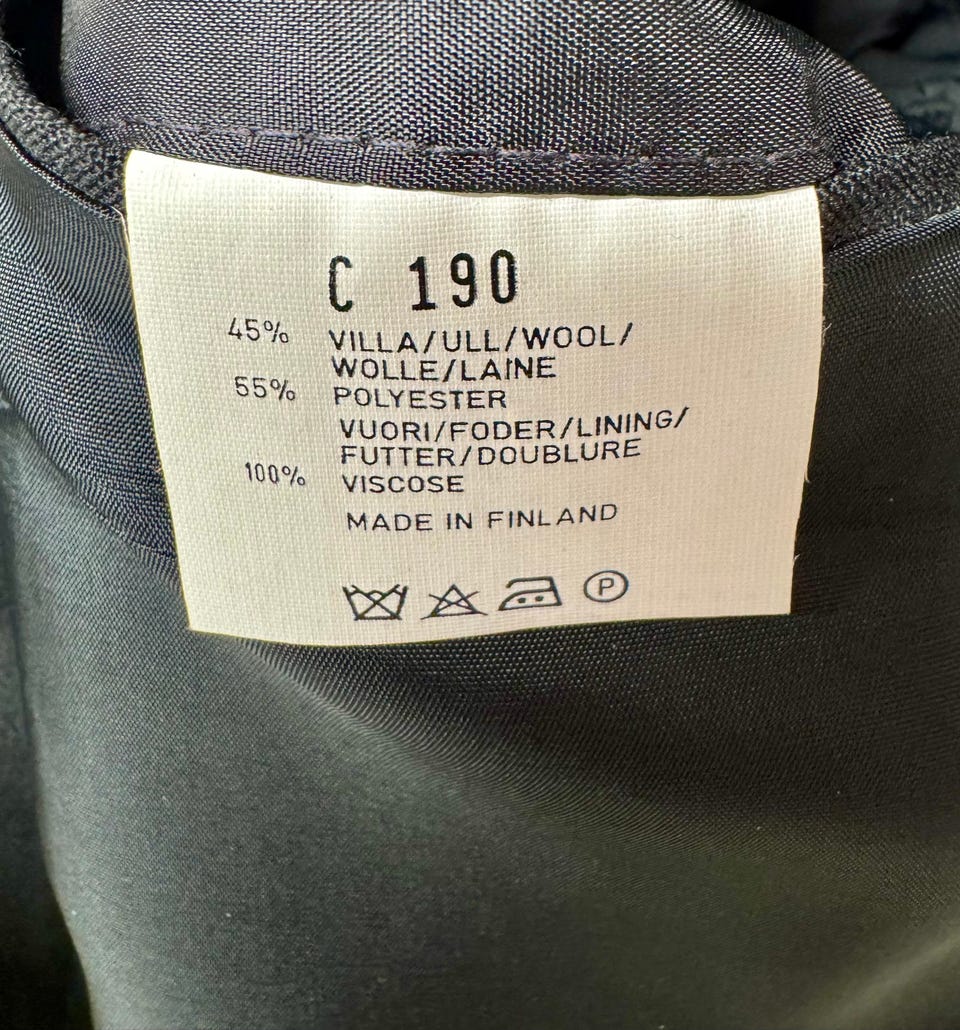 C 190
45% VILLA/ULL/WOOL/
WOLLE/LAINE
55% POLYESTER
VUORI/FODER/LINING/
FUTTER/DOUBLURE
100% VISCOSE
MADE IN FINLAND
P